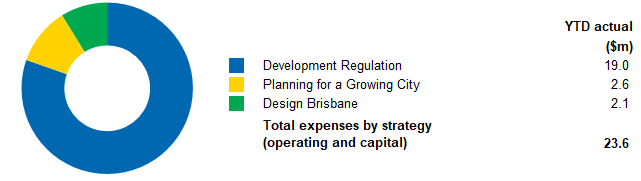 YTD actual
($m)
Development Regulation 19.0
Planning for a Growing City 2.6
Design Brisbane 2.1
Total expenses by strategy
(operating and capital) 23.6